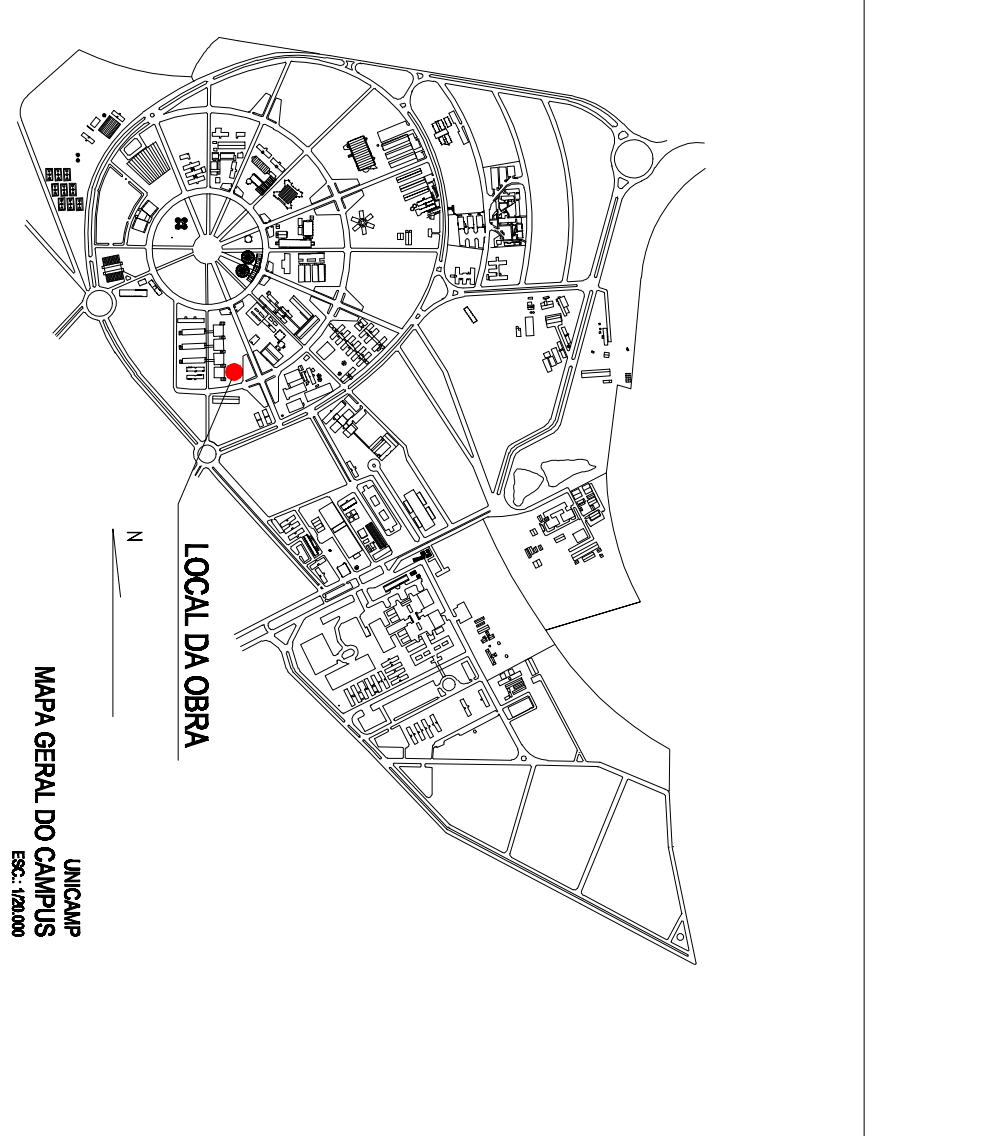 N
LOCAL DA OBRA
UNICAMP
MAPA GERAL DO CAMPUS
ESC.: 1/20.000